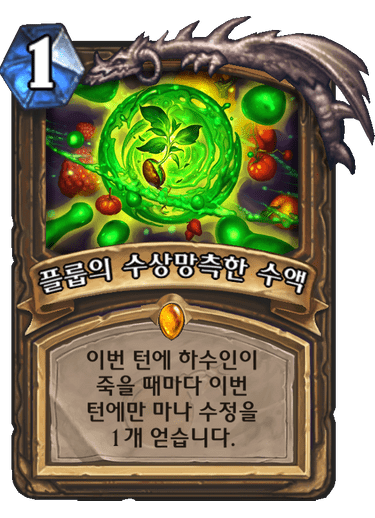 1
플룹의 수상망측한 수액
이번 턴에 하수인이
죽을 때마다 이번
턴에만 마나 수정을
1개 얻습니다.